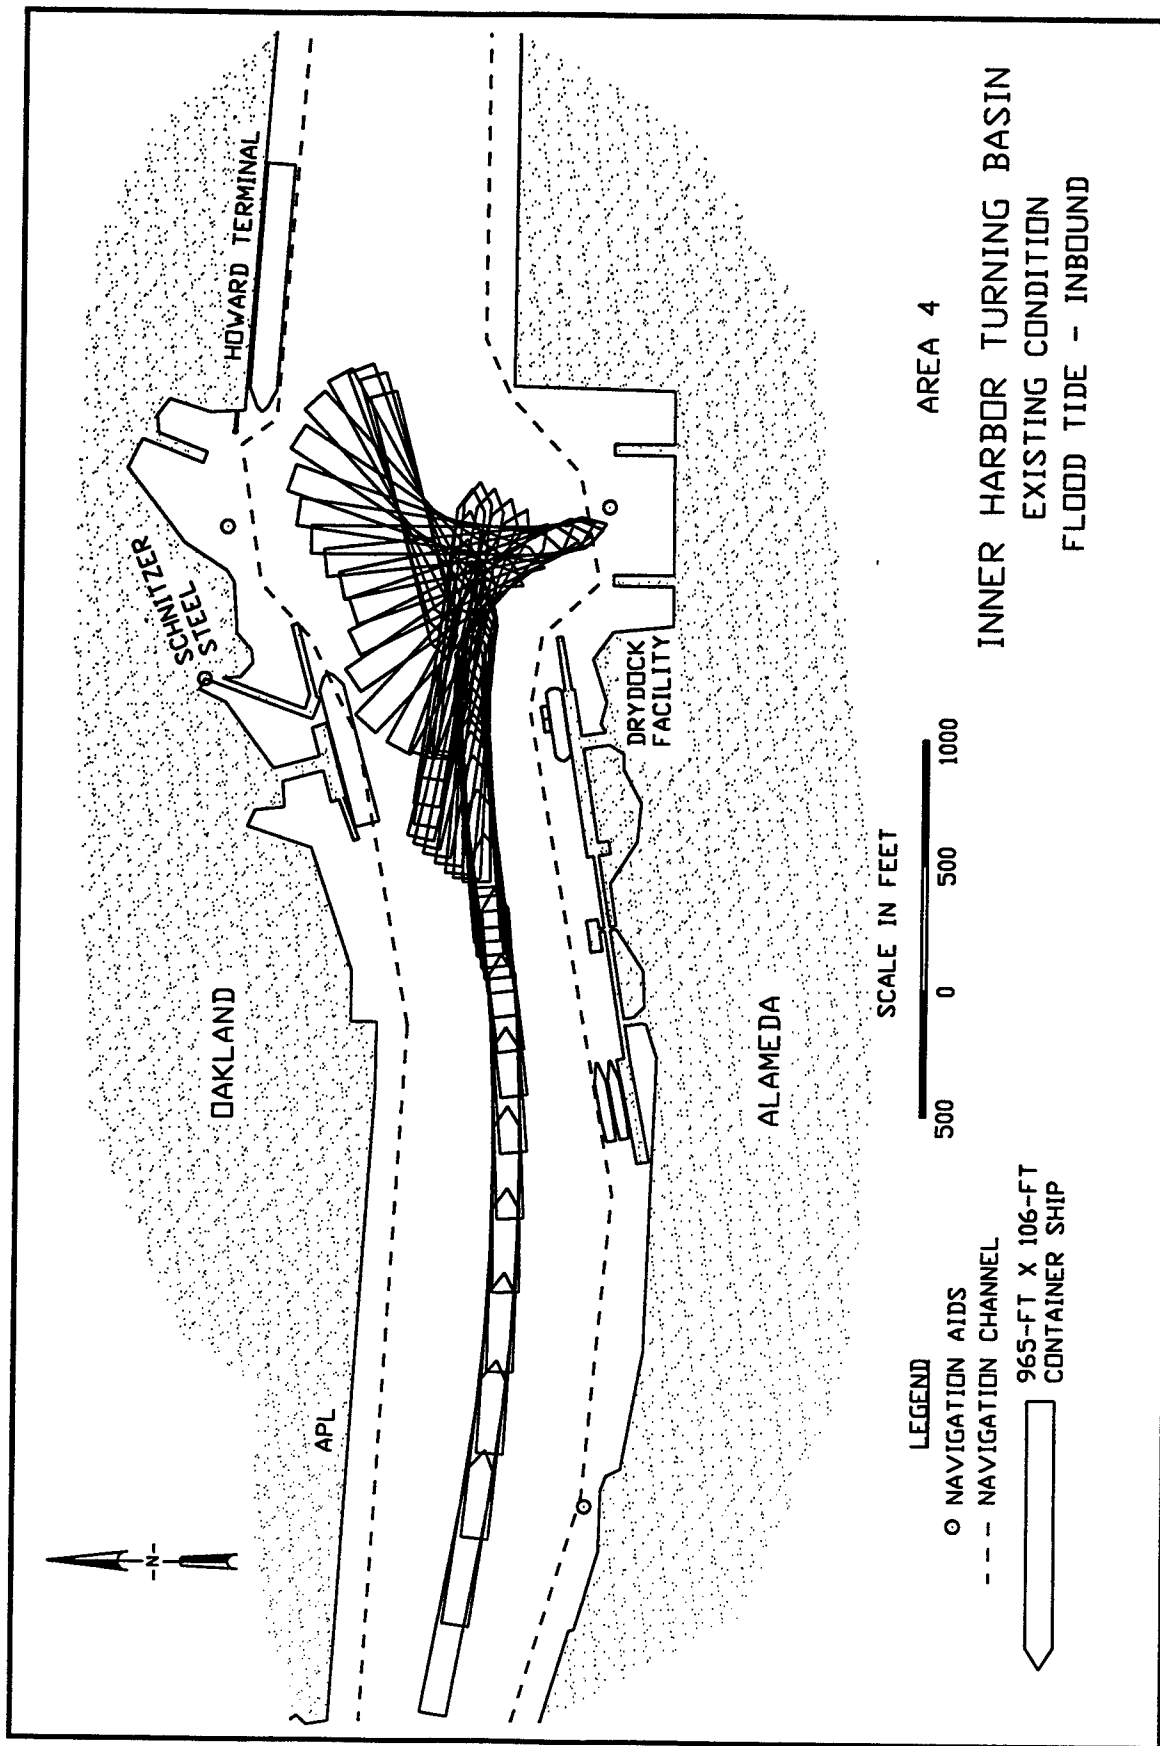 HOWARD TERMINAL
SCHNITZER
STEEL
OAKLAND
APL
-N-
DRYDOCK
FACILITY
ALAMEDA
SCALE IN FEET
500 0 500 1000
AREA 4
INNER HARBOR TURNING BASIN
EXISTING CONDITION
FLOOD TIDE - INBOUND
LEGEND
NAVIGATION AIDS
NAVIGATION CHANNEL
965-FT X 106-FT
CONTAINER SHIP